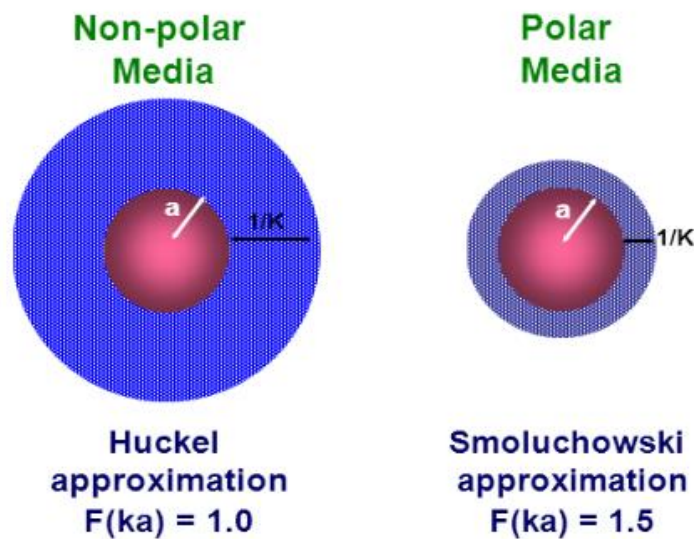 Non-polar
Media
Polar
Media
a
1/K
a
1/K
Huckel
approximation
F(ka) = 1.0
Smoluchowski
approximation
F(ka) = 1.5